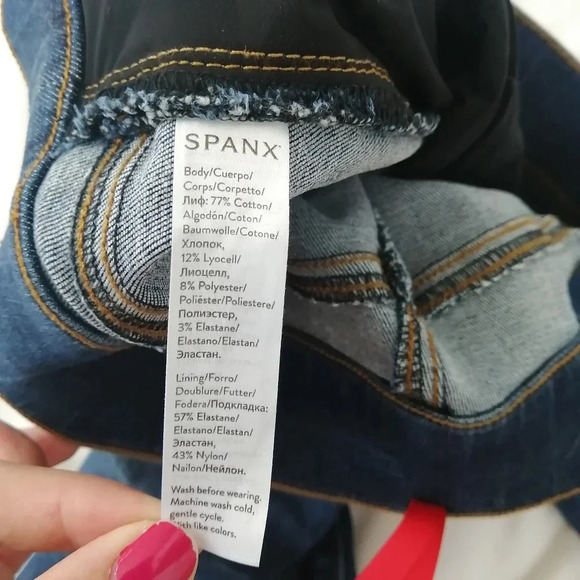 SPANX
Body/Cuerpo/
Corps/Corpetto/
Лиф: 77% Cotton/
Algodón/Coton/
Baumwolle/Cotone/
Хлопок,
12% Lyocell/
Лиоцелл,
8% Polyester/
Poliéster/Poliestere/
Полиэстер,
3% Elastane/
Elastano/Elastan/
Эластан.
Lining/Forro/
Doublure/Futter/
Fodera/Подкладка:
57% Elastane/
Elastano/Elastan/
Эластан,
43% Nylon/
Nailon/Нейлон.
Wash before wearing.
Machine wash cold,
gentle cycle.
like colors.